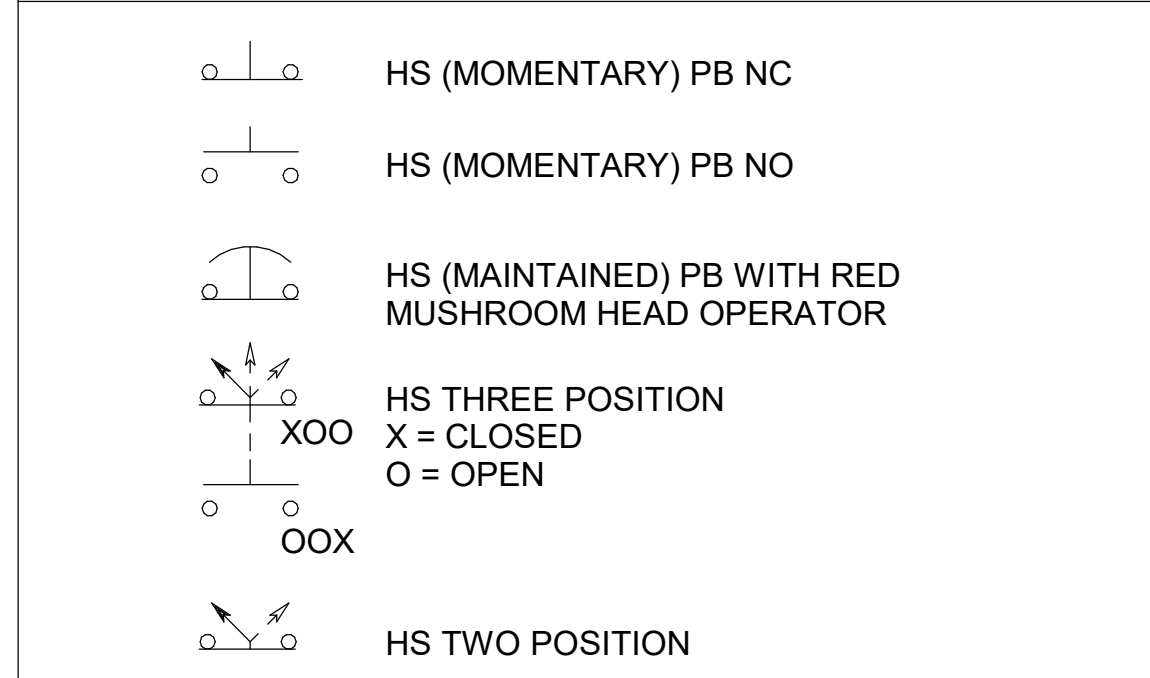 HS (MOMENTARY) PB NC
HS (MOMENTARY) PB NO
HS (MAINTAINED) PB WITH RED
MUSHROOM HEAD OPERATOR
HS THREE POSITION
XOO
X = CLOSED
O = OPEN
OOX
HS TWO POSITION